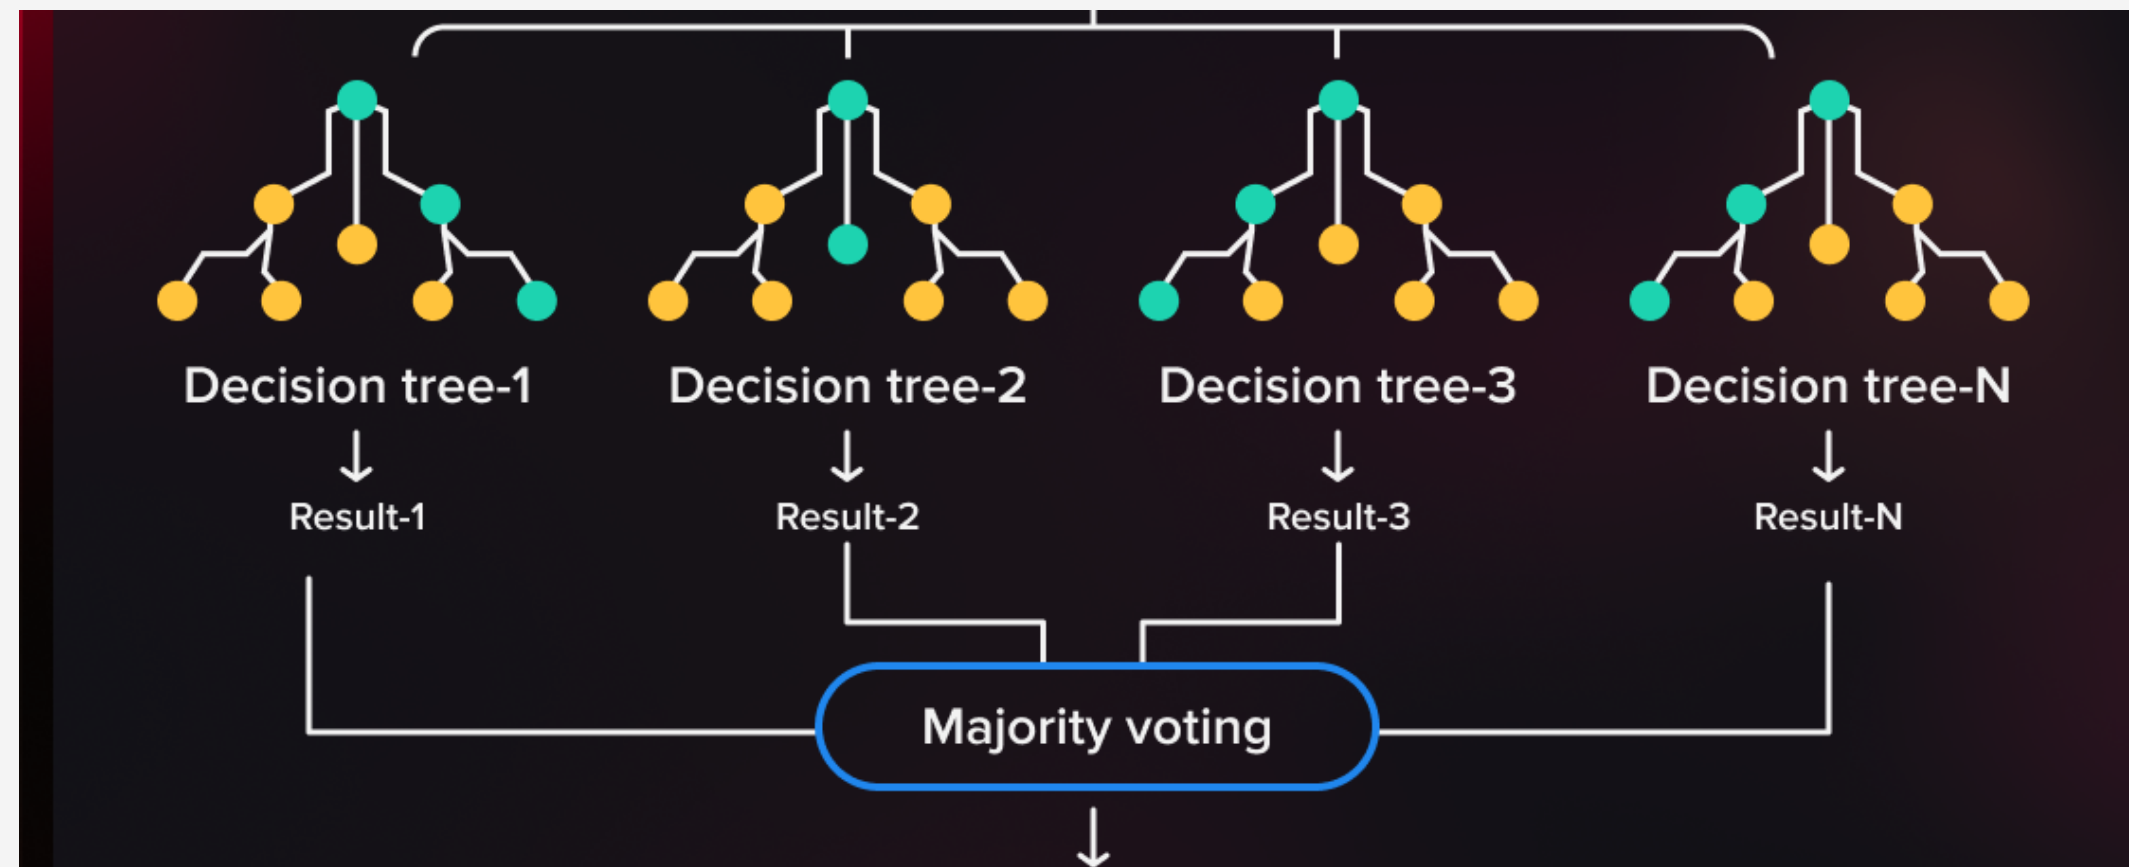 Decision tree-1
Decision tree-2
Decision tree-3
Decision tree-N
Result-1
Result-2
Result-3
Result-N
Majority voting